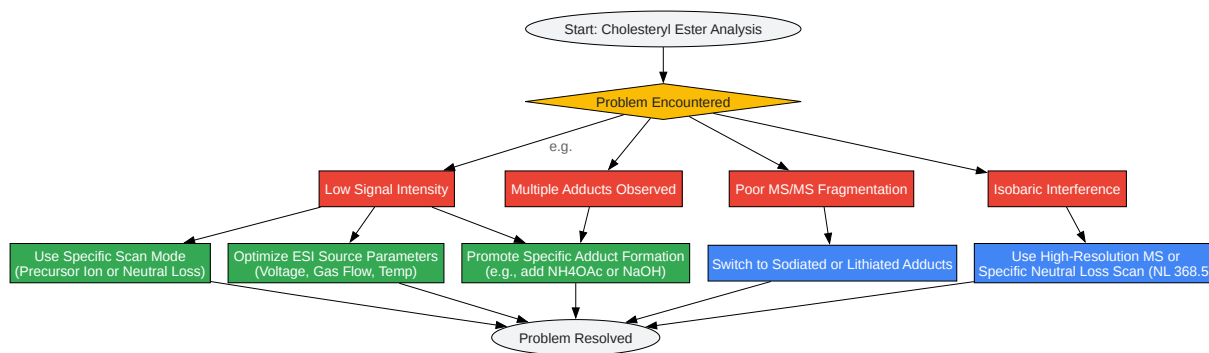 Start: Cholesteryl Ester Analysis
Problem Encountered
e.g.
Low Signal Intensity
Multiple Adducts Observed
Poor MS/MS Fragmentation
Isobaric Interference
Use Specific Scan Mode
(Precursor Ion or Neutral Loss)
Optimize ESI Source Parameters
(Voltage, Gas Flow, Temp)
Promote Specific Adduct Formation
(e.g., add NH4OAc or NaOH)
Switch to Sodiated or Lithiated Adducts
Use High-Resolution MS or
Specific Neutral Loss Scan (NL 368.5
Problem Resolved